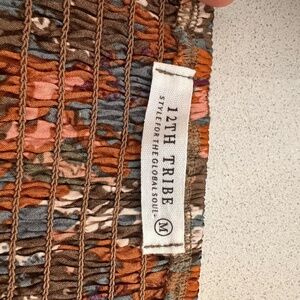 12TH TRIBE
STYLE FOR THE GLOBAL SOUL
M